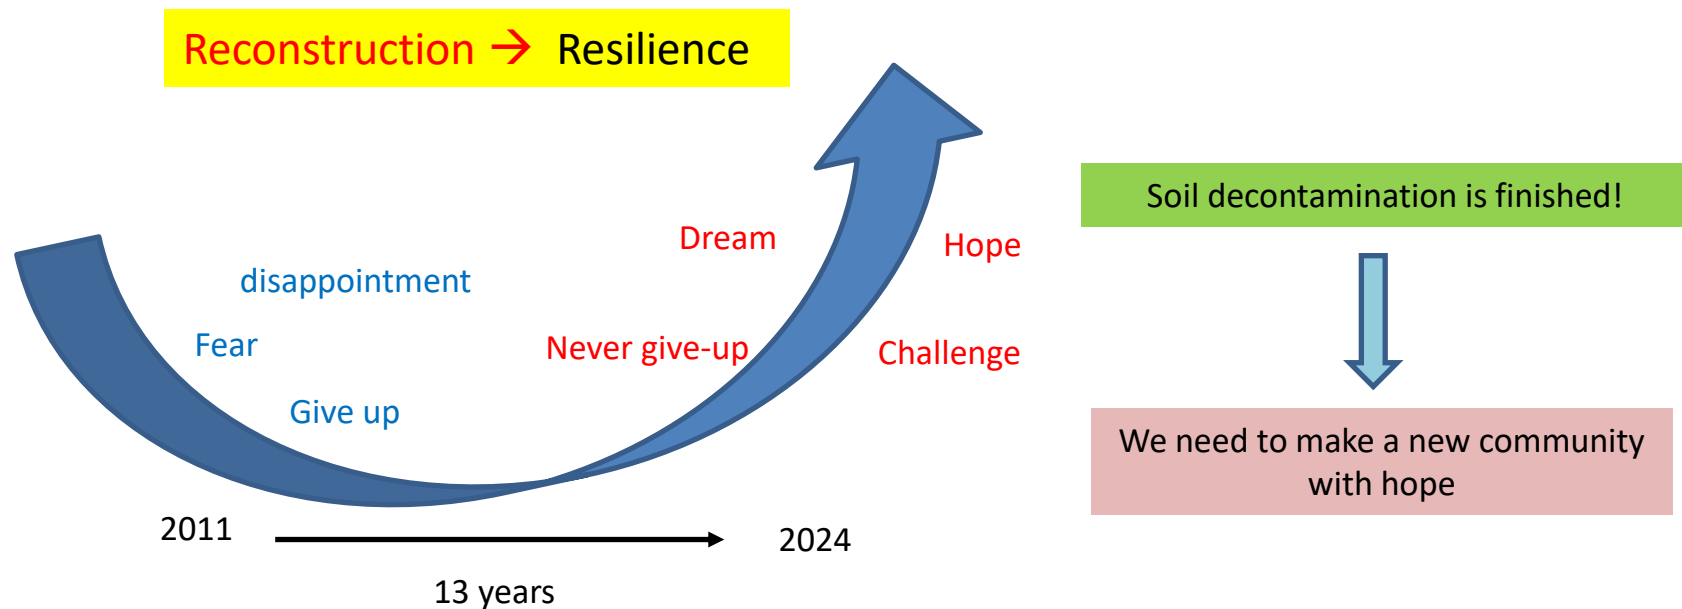 Reconstruction → Resilience
Soil decontamination is finished!
Dream
Hope
disappointment
Fear
Never give-up
Challenge
Give up
We need to make a new community
with hope
2011
2024
13 years